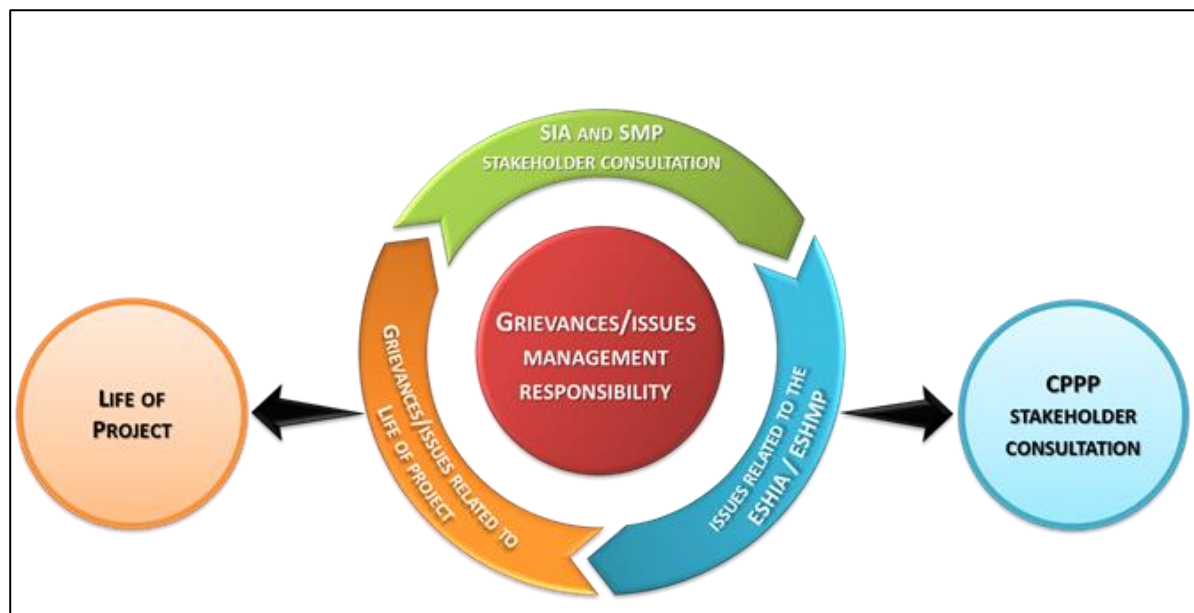 SIA AND SMP
STAKEHOLDER CONSULTATION
GRIEVANCES/ISSUES
MANAGEMENT
RESPONSIBILITY
ISSUES RELATED TO THE
ESHIA / ESHMP
GRIEVANCES/ISSUES RELATED TO
LIFE OF PROJECT
LIFE OF
PROJECT
CPPP
STAKEHOLDER
CONSULTATION